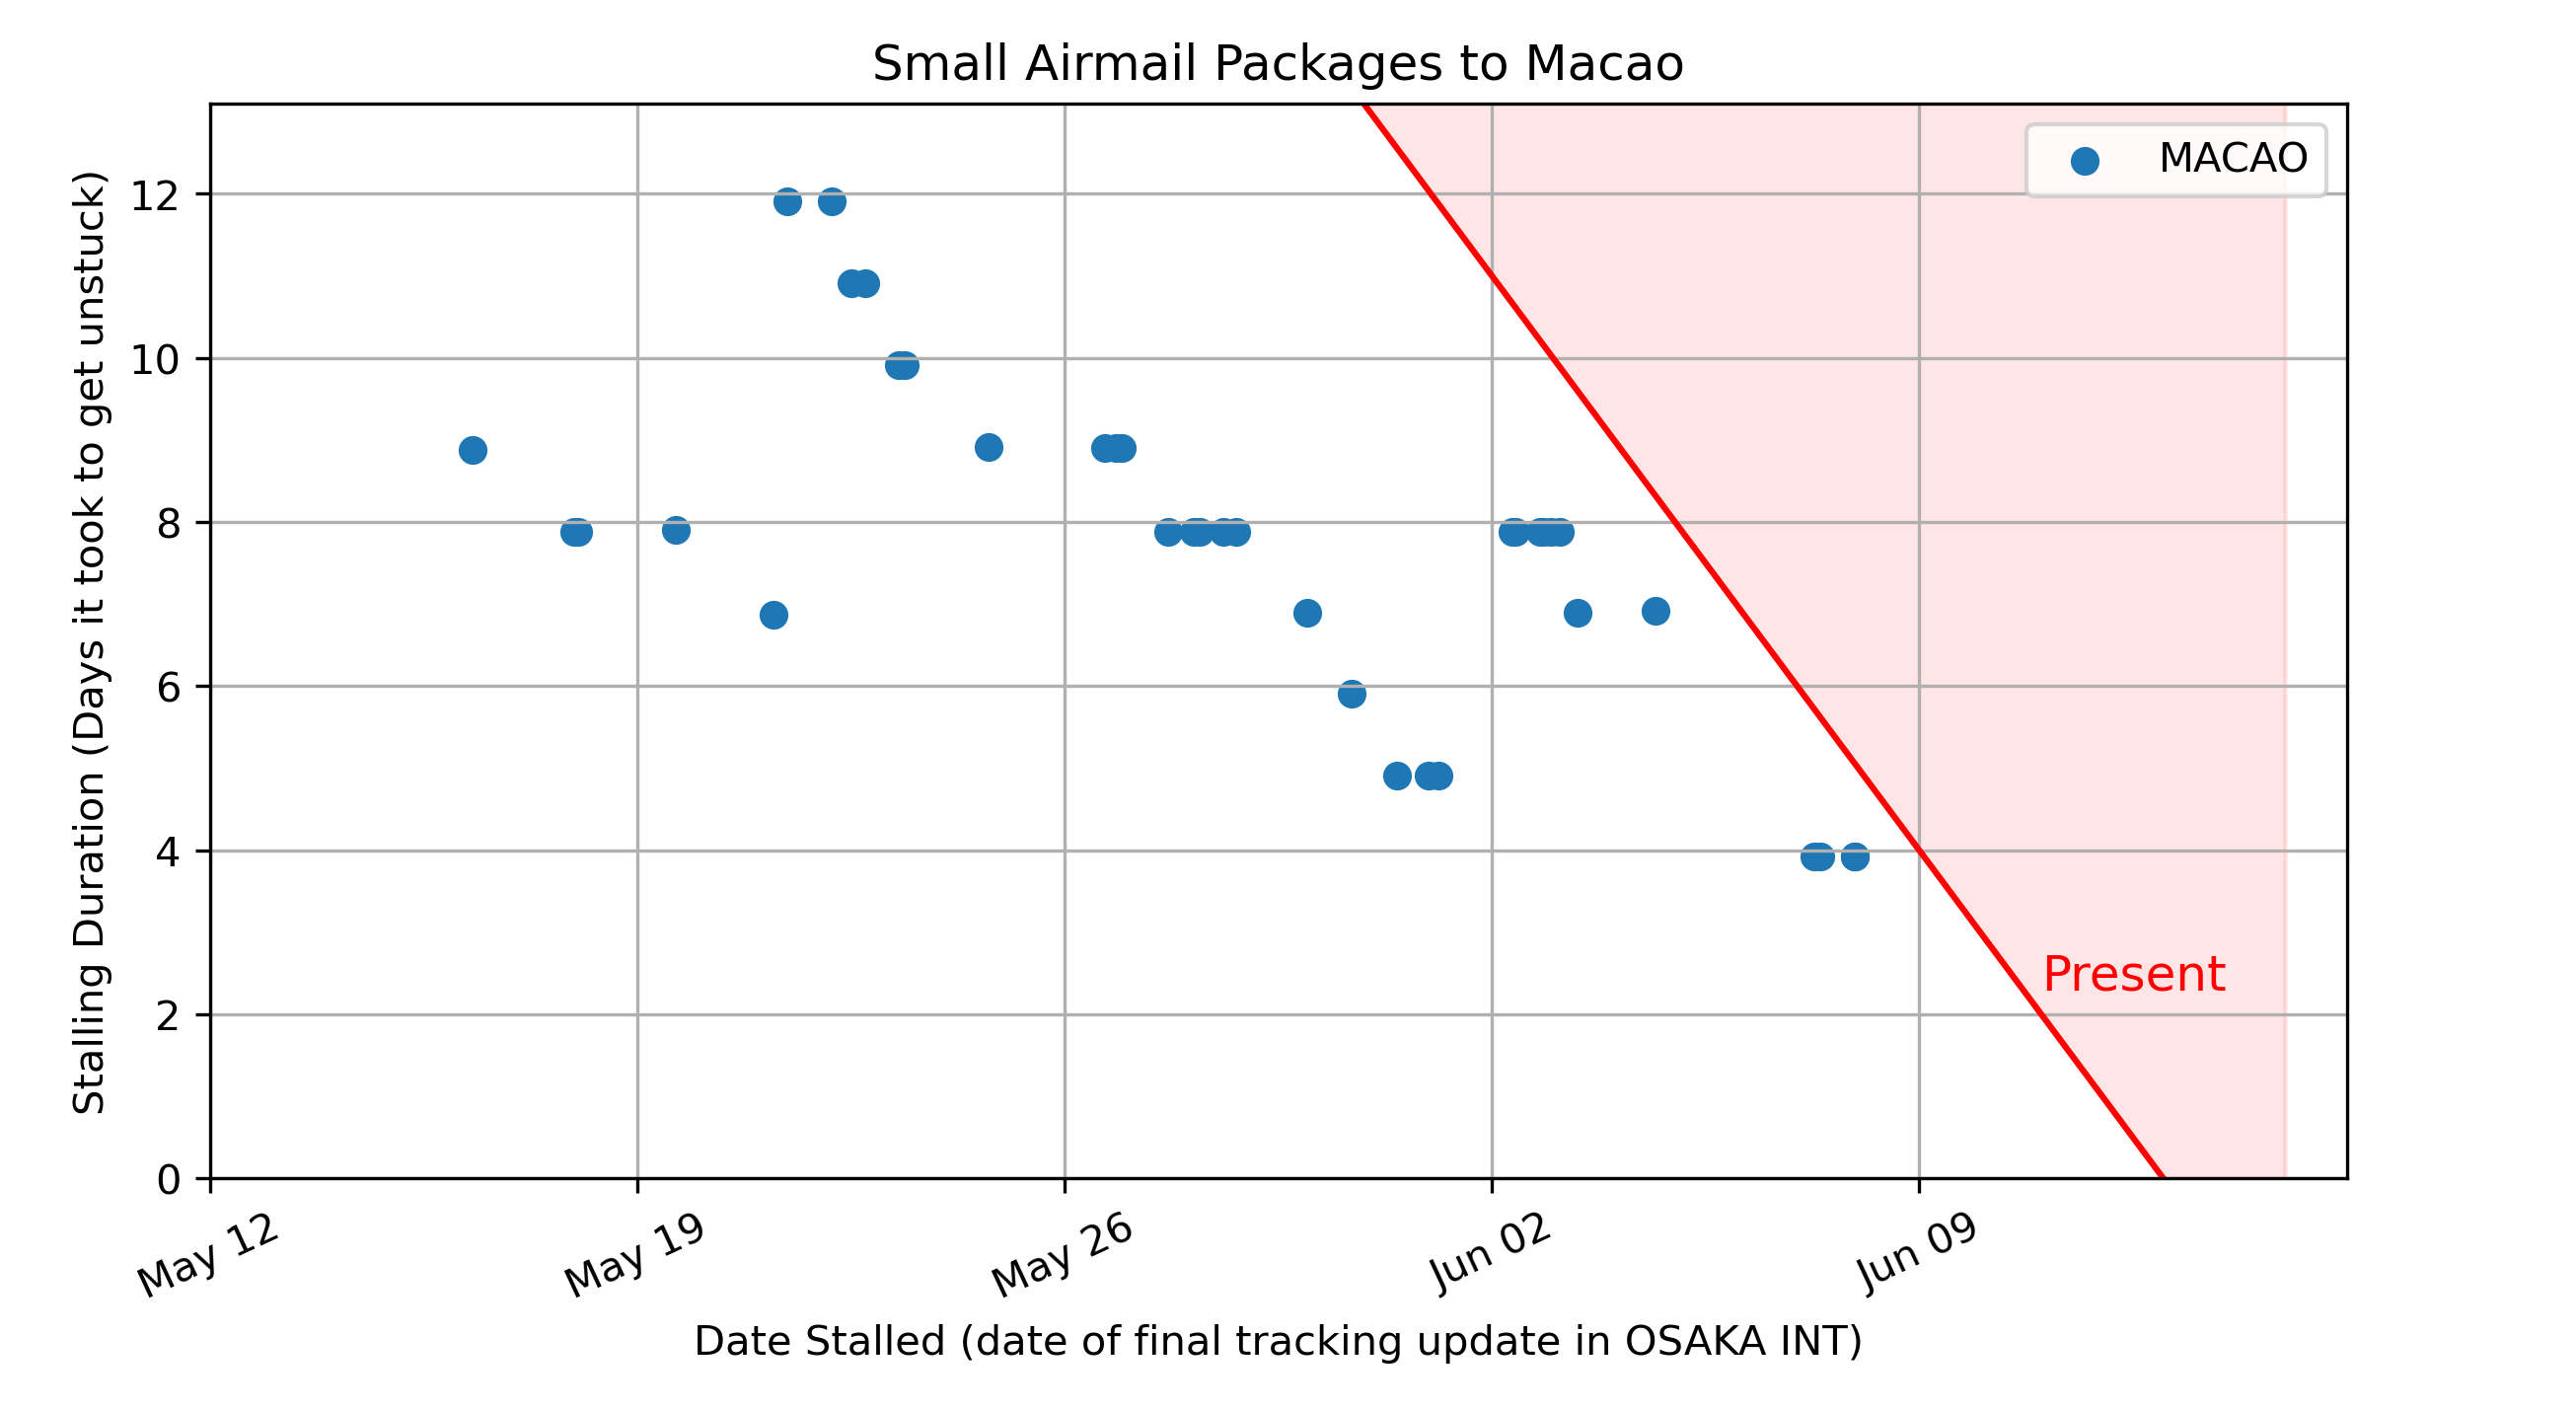 Small Airmail Packages to Macao
MACAO
Stalling Duration (Days it took to get unstuck)
12
10
8
6
4
2
0
Present
May 12
May 19
May 26
Jun 02
Jun 09
Date Stalled (date of final tracking update in OSAKA INT)